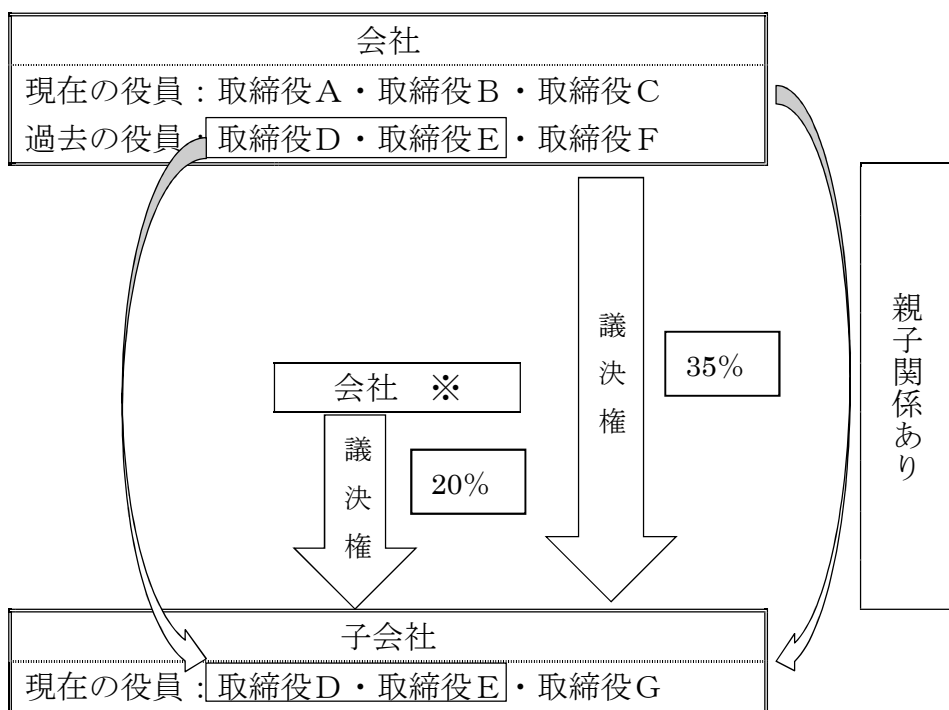 会社
現在の役員：取締役A・取締役B・取締役C
過去の役員：取締役D・取締役E・取締役F
議決権
35%
親子関係あり
会社　※
議決権
20%
子会社
現在の役員：取締役D・取締役E・取締役G